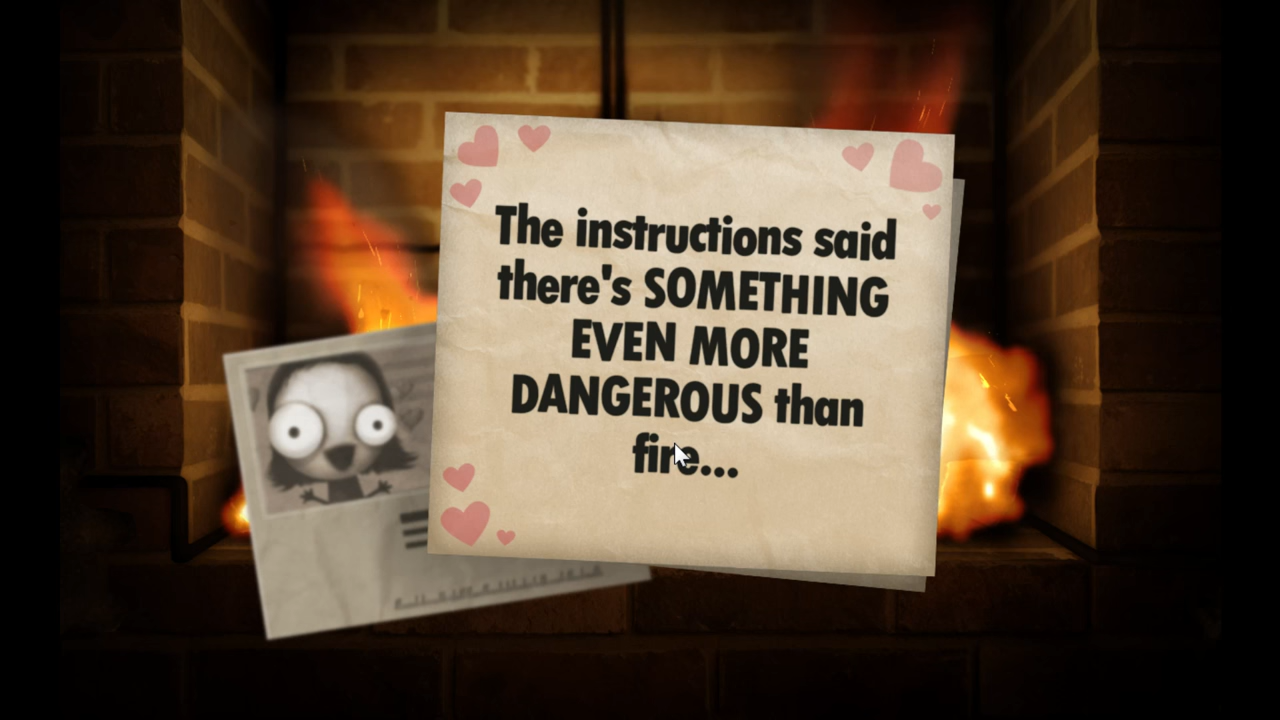 The instructions said
there's SOMETHING
EVEN MORE
DANGEROUS than
fire...